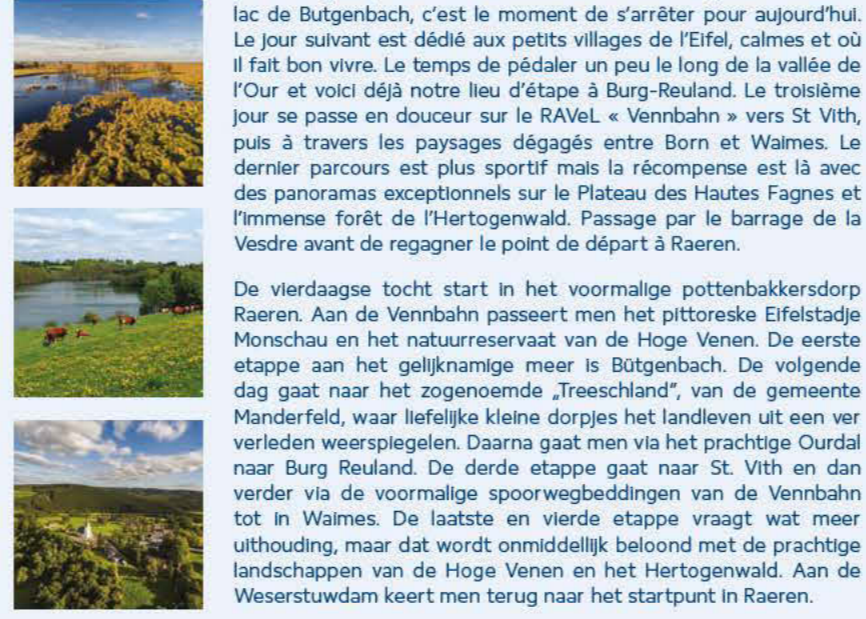 lac de Butgenbach, c'est le moment de s'arrêter pour aujourd'hui.
Le jour suivant est dédié aux petits villages de l'Eifel, calmes et où
il fait bon vivre. Le temps de pédaler un peu le long de la vallée de
l'Our et voici déjà notre lieu d'étape à Burg-Reuland. Le troisième
jour se passe en douceur sur le RAVeL « Vennbahn » vers St Vith,
puis à travers les paysages dégagés entre Born et Waimes. Le
dernier parcours est plus sportif mais la récompense est là avec
des panoramas exceptionnels sur le Plateau des Hautes Fagnes et
l'immense forêt de l'Hertogenwald. Passage par le barrage de la
Vesdre avant de regagner le point de départ à Raeren.
De vierdaagse tocht start in het voormalige pottenbakkersdorp
Raeren. Aan de Vennbahn passeert men het pittoreske Eifelstadje
Monschau en het natuurreservaat van de Hoge Venen. De eerste
etappe aan het gelijknamige meer is Bütgenbach. De volgende
dag gaat naar het zogenoemde „Treeschland", van de gemeente
Manderfeld, waar liefelijke kleine dorpjes het landleven uit een ver
verleden weerspiegelen. Daarna gaat men via het prachtige Ourdal
naar Burg Reuland. De derde etappe gaat naar St. Vith en dan
verder via de voormalige spoorwegbeddingen van de Vennbahn
tot in Waimes. De laatste en vierde etappe vraagt wat meer
uithouding, maar dat wordt onmiddellijk beloond met de prachtige
landschappen van de Hoge Venen en het Hertogenwald. Aan de
Weserstuwdam keert men terug naar het startpunt in Raeren.